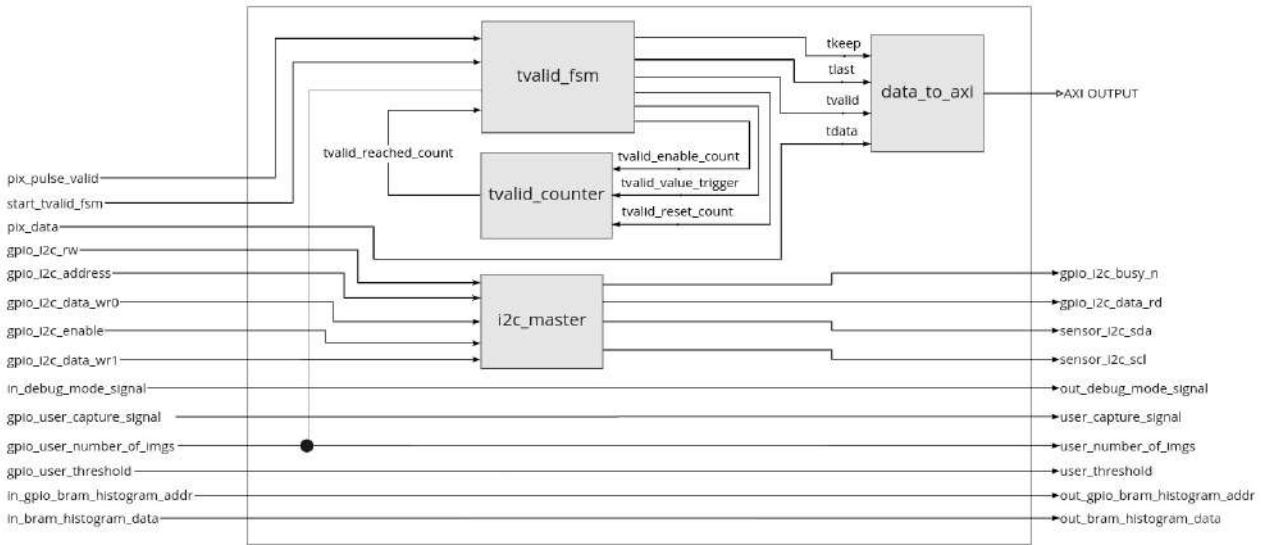 tvalid_fsm
tkeep
tlast
tvalid
tdata
data_to_axi
AXI OUTPUT
tvalid_reached_count
tvalid_counter
tvalid_enable_count
tvalid_value_trigger
tvalid_reset_count
pix_pulse_valid
start_tvalid_fsm
pix_data
gpio_i2c_rw
gpio_i2c_address
gpio_i2c_data_wr0
gpio_i2c_enable
gpio_i2c_data_wr1
i2c_master
gpio_i2c_busy_n
gpio_i2c_data_rd
sensor_i2c_sda
sensor_i2c_scl
in_debug_mode_signal
out_debug_mode_signal
gpio_user_capture_signal
user_capture_signal
gpio_user_number_of_imgs
user_number_of_imgs
gpio_user_threshold
user_threshold
in_gpio_bram_histogram_addr
out_gpio_bram_histogram_addr
in_bram_histogram_data
out_bram_histogram_data